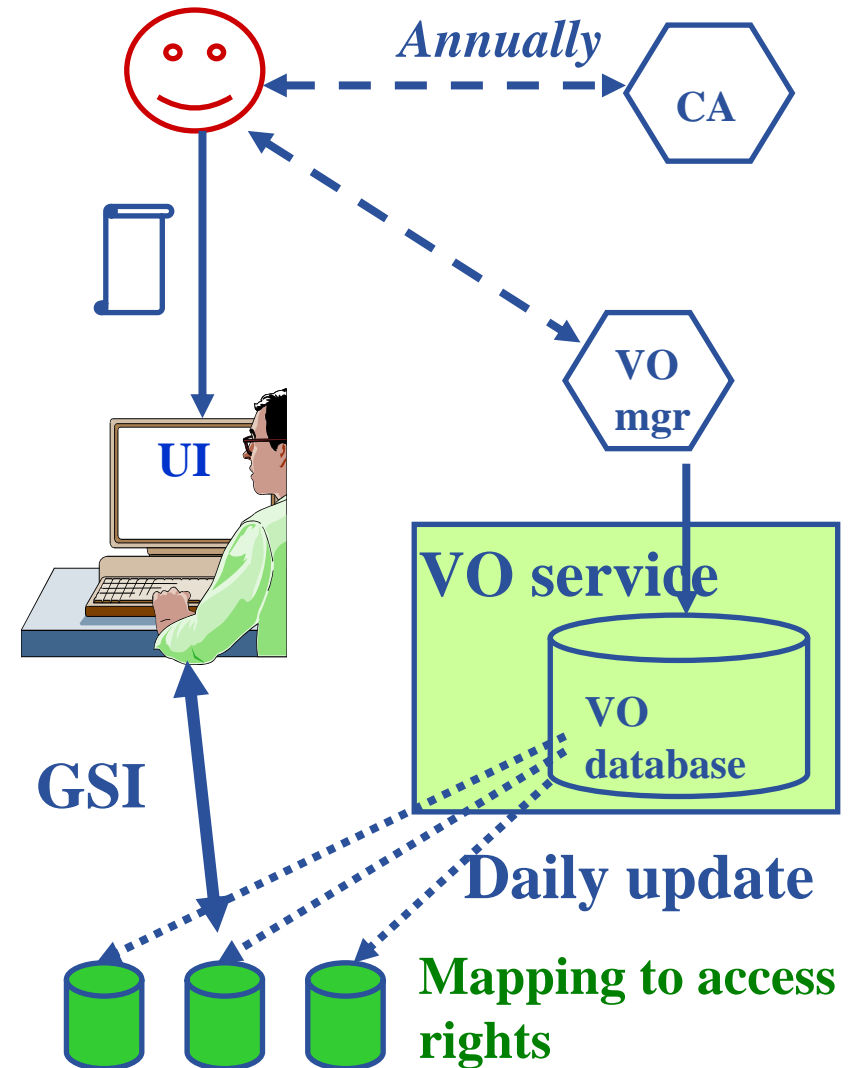 Annually
CA
VO
mgr
UI
VO service
VO
database
GSI
Daily update
Mapping to access
rights